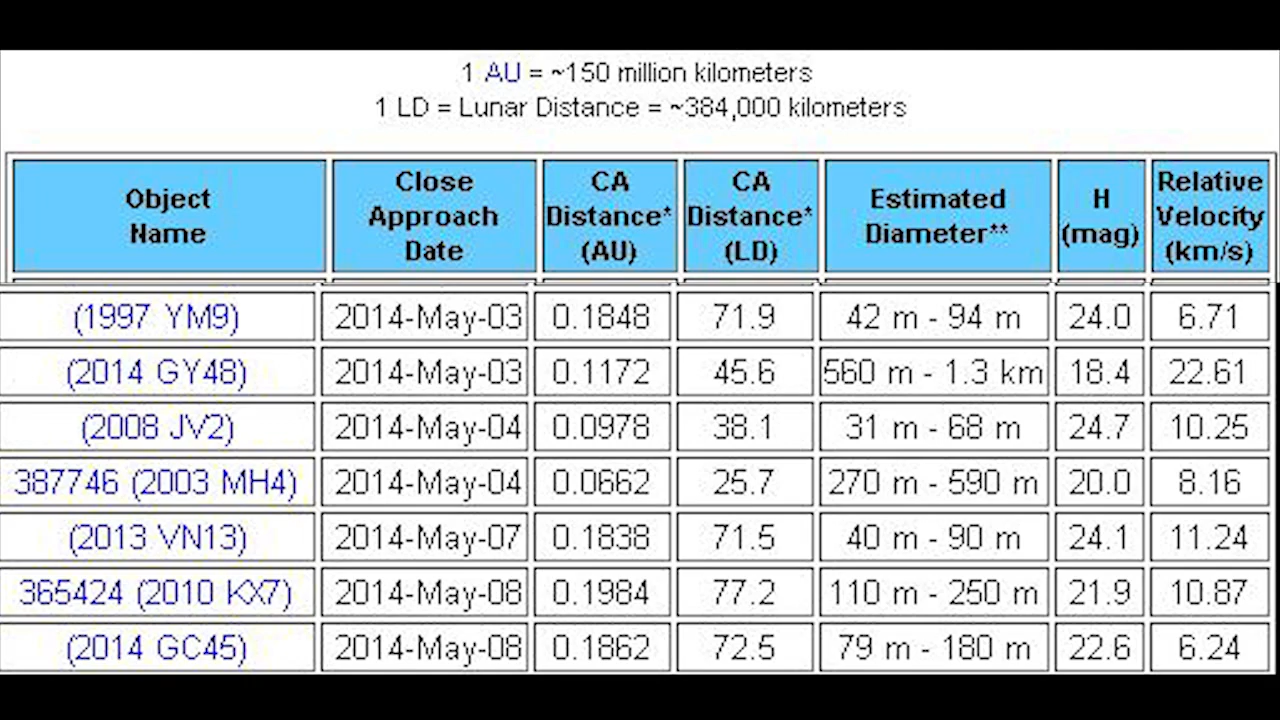 1 AU = ~150 million kilometers
1 LD = Lunar Distance = ~384,000 kilometers
Object Name Close Approach Date CA Distance* (AU) CA Distance* (LD) Estimated Diameter** H (mag) Relative Velocity (km/s)
(1997 YM9) 2014-May-03 0.1848 71.9 42 m - 94 m 24.0 6.71
(2014 GY48) 2014-May-03 0.1172 45.6 560 m - 1.3 km 18.4 22.61
(2008 JV2) 2014-May-04 0.0978 38.1 31 m - 68 m 24.7 10.25
387746 (2003 MH4) 2014-May-04 0.0662 25.7 270 m - 590 m 20.0 8.16
(2013 VN13) 2014-May-07 0.1838 71.5 40 m - 90 m 24.1 11.24
365424 (2010 KX7) 2014-May-08 0.1984 77.2 110 m - 250 m 21.9 10.87
(2014 GC45) 2014-May-08 0.1862 72.5 79 m - 180 m 22.6 6.24